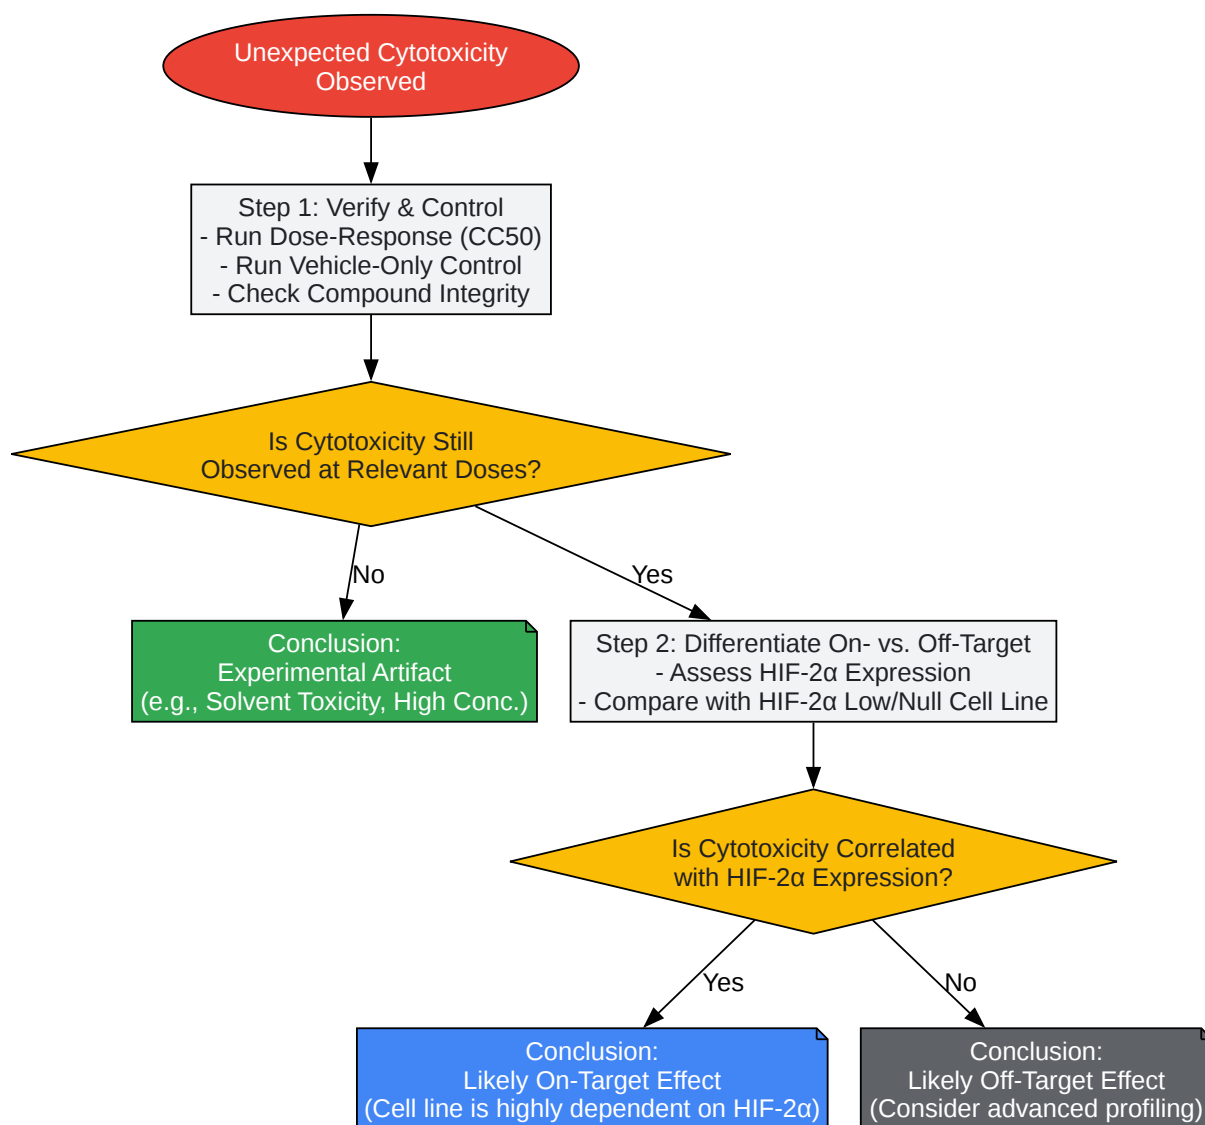 Unexpected Cytotoxicity
Observed
Step 1: Verify & Control
- Run Dose-Response (CC50)
- Run Vehicle-Only Control
- Check Compound Integrity
Is Cytotoxicity Still
Observed at Relevant Doses?
No
Yes
Conclusion:
Experimental Artifact
(e.g., Solvent Toxicity, High Conc.)
Step 2: Differentiate On- vs. Off-Target
- Assess HIF-2α Expression
- Compare with HIF-2α Low/Null Cell Line
Is Cytotoxicity Correlated
with HIF-2α Expression?
Yes
No
Conclusion:
Likely On-Target Effect
(Cell line is highly dependent on HIF-2α)
Conclusion:
Likely Off-Target Effect
(Consider advanced profiling)